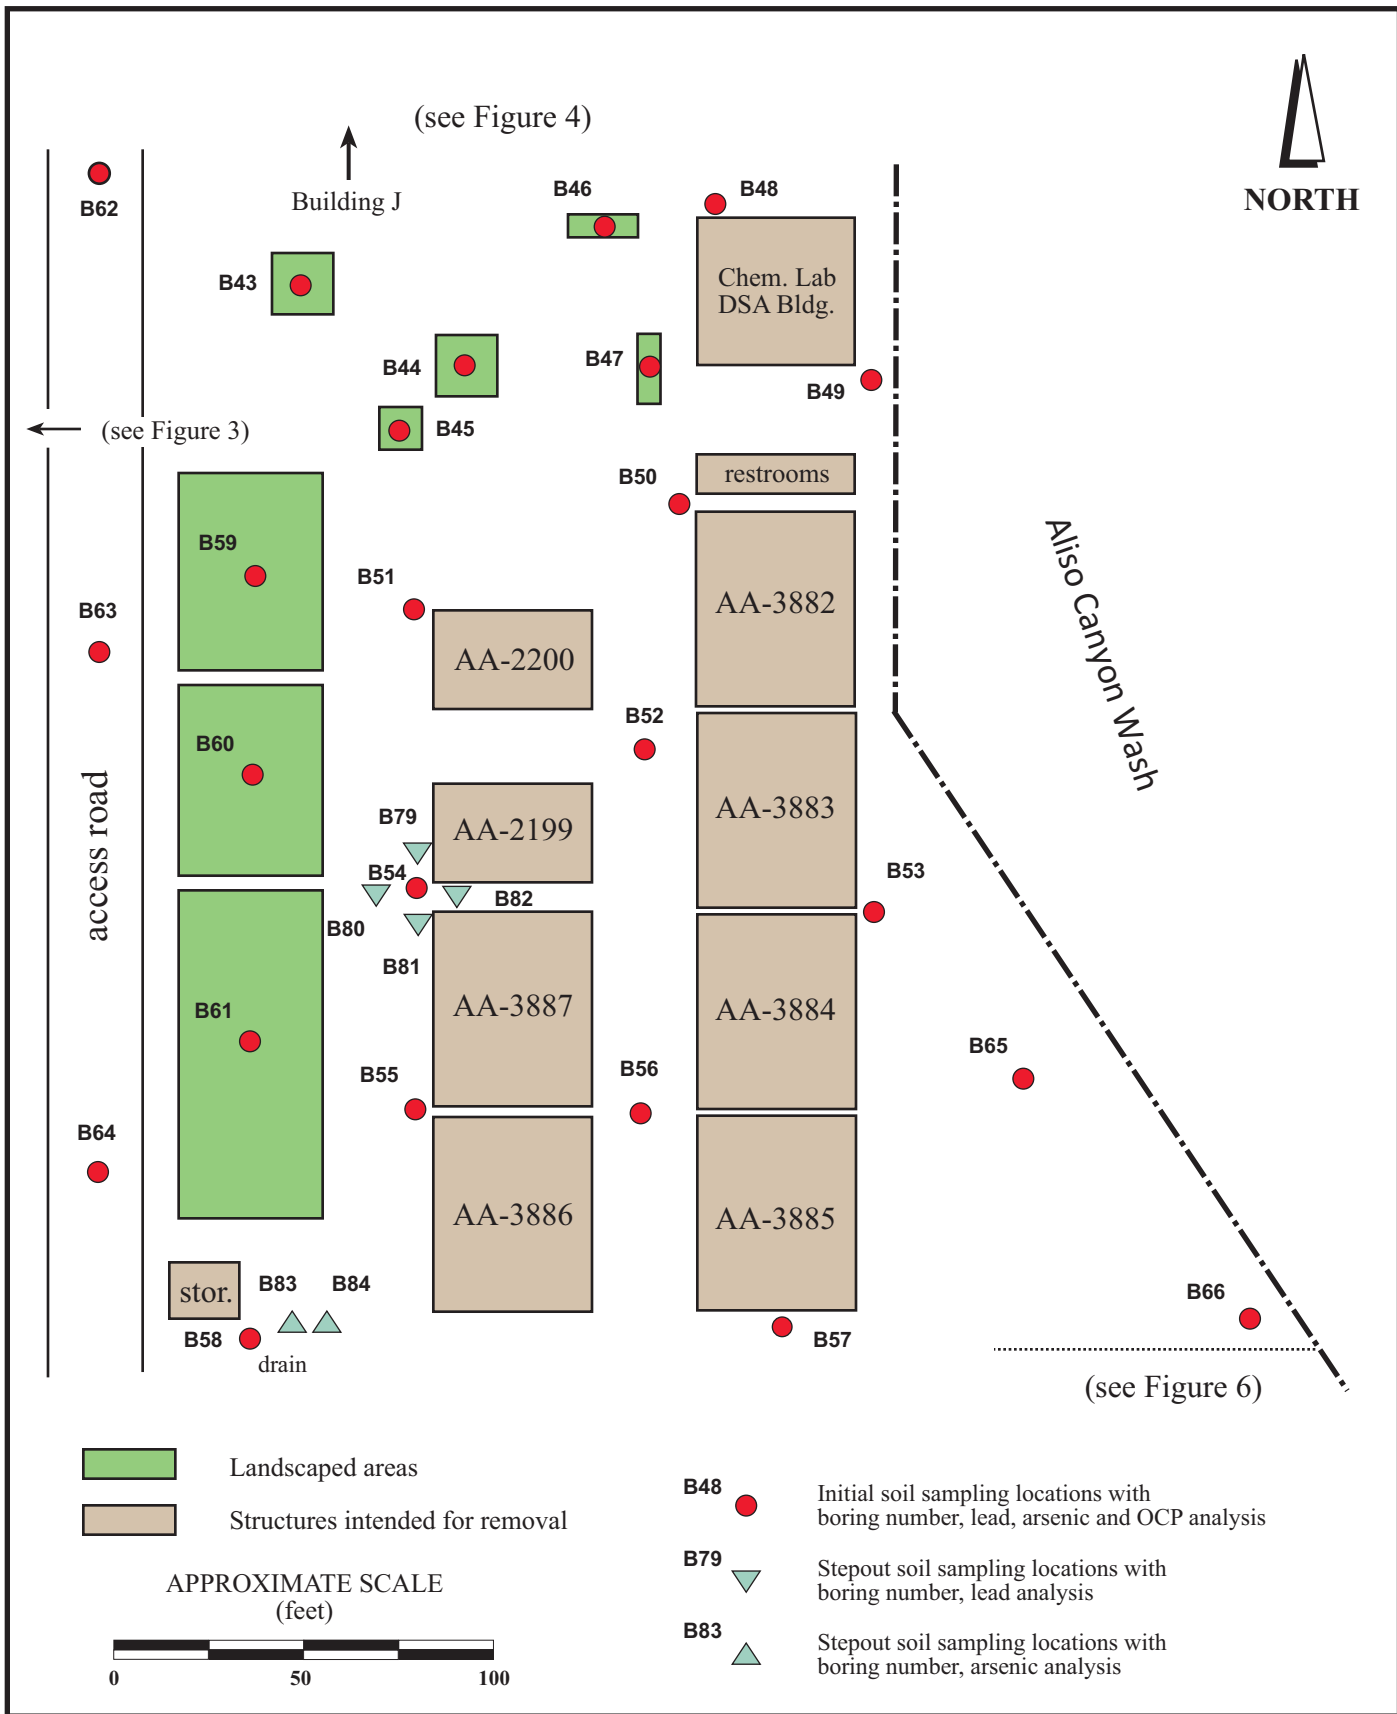 (see Figure 4)
NORTH
B62
Building J
B46
B48
B43
Chem. Lab
DSA Bldg.
B44
B47
B49
(see Figure 3)
B45
B50
restrooms
B59
B51
AA-3882
Aliso Canyon Wash
B63
AA-2200
B52
B60
access road
B79
AA-2199
AA-3883
B54
B53
B82
B80
B81
B61
AA-3887
AA-3884
B65
B55
B56
B64
AA-3886
AA-3885
stor.
B83
B84
B66
B58
drain
B57
(see Figure 6)
Landscaped areas
Structures intended for removal
APPROXIMATE SCALE
(feet)
0
50
100
B48
Initial soil sampling locations with
boring number, lead, arsenic and OCP analysis
B79
Stepout soil sampling locations with
boring number, lead analysis
B83
Stepout soil sampling locations with
boring number, arsenic analysis